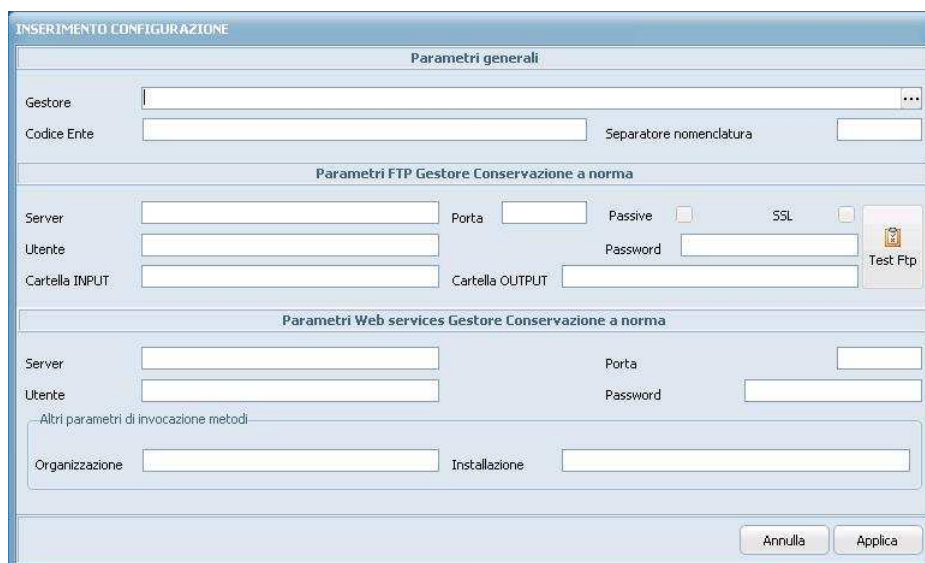 INSERIMENTO CONFIGURAZIONE
Parametri generali
Gestore ...
Codice Ente Separatore nomenclatura
Parametri FTP Gestore Conservazione a norma
Server Porta Passive SSL
Utente Password
Test Ftp
Cartella INPUT Cartella OUTPUT
Parametri Web services Gestore Conservazione a norma
Server Porta
Utente Password
Altri parametri di invocazione metodi
Organizzazione Installazione
Annulla Applica